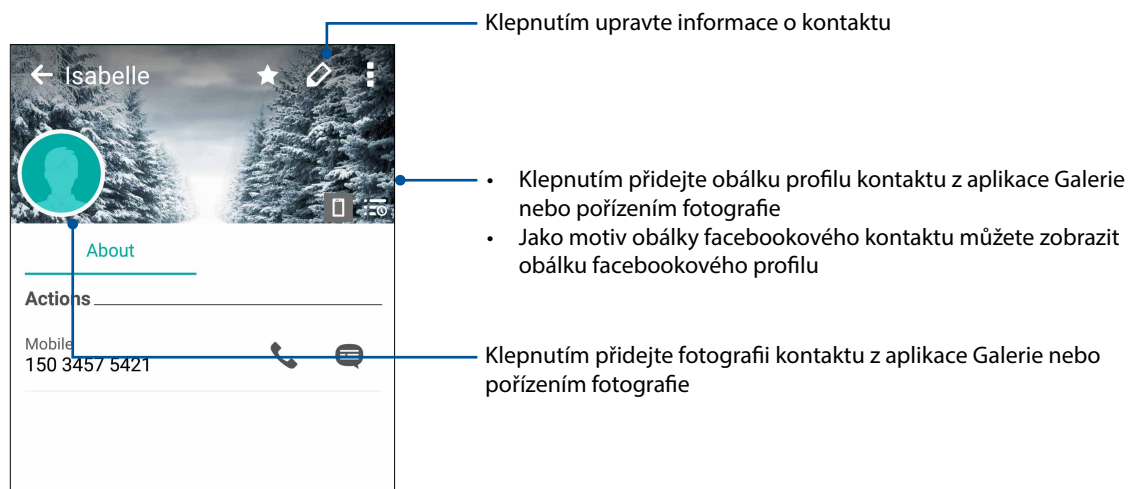 Klepnutím upravte informace o kontaktu
Isabelle
• Klepnutím přidejte obálku profilu kontaktu z aplikace Galerie
nebo pořízením fotografie
• Jako motiv obálky facebookového kontaktu můžete zobrazit
obálku facebookového profilu
About
Actions
Mobile
150 3457 5421
Klepnutím přidejte fotografii kontaktu z aplikace Galerie nebo
pořízením fotografie